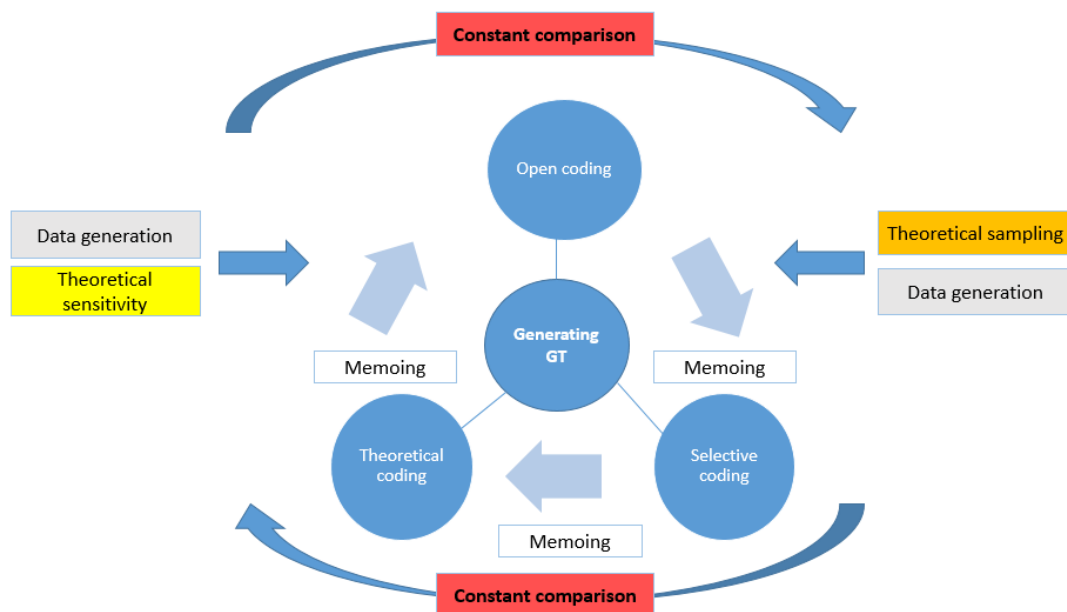 Constant comparison
Open coding
Data generation
Theoretical
sensitivity
Theoretical sampling
Data generation
Generating
GT
Memoing
Memoing
Theoretical
coding
Selective
coding
Memoing
Constant comparison